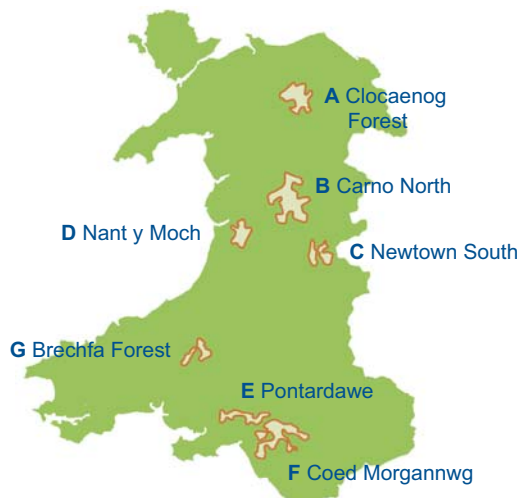 A Clocaenog
Forest
B Carno North
D Nant y Moch
C Newtown South
G Brechfa Forest
E Pontardawe
F Coed Morgannwg